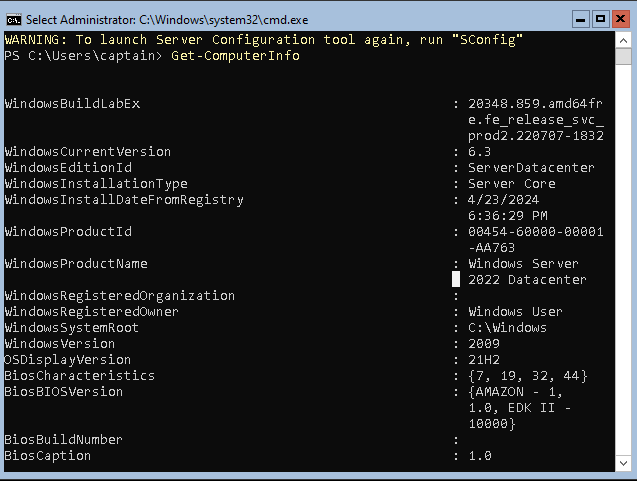 Select Administrator: C:\Windows\system32\cmd.exe
WARNING: To launch Server Configuration tool again, run "SConfig"
PS C:\Users\captain> Get-ComputerInfo
WindowsBuildLabEx : 20348.859.amd64fr
e.fe_release_svc_
prod2.220707-1832
WindowsCurrentVersion : 6.3
WindowsEditionId : ServerDatacenter
WindowsInstallationType : Server Core
WindowsInstallDateFromRegistry : 4/23/2024
6:36:29 PM
WindowsProductId : 00454-60000-00001
-AA763
WindowsProductName : Windows Server
2022 Datacenter
WindowsRegisteredOrganization :
WindowsRegisteredOwner : Windows User
WindowsSystemRoot : C:\Windows
WindowsVersion : 2009
OSDisplayVersion : 21H2
BiosCharacteristics : {7, 19, 32, 44}
BiosBIOSVersion : {AMAZON - 1,
1.0, EDK II -
10000}
BiosBuildNumber :
BiosCaption : 1.0